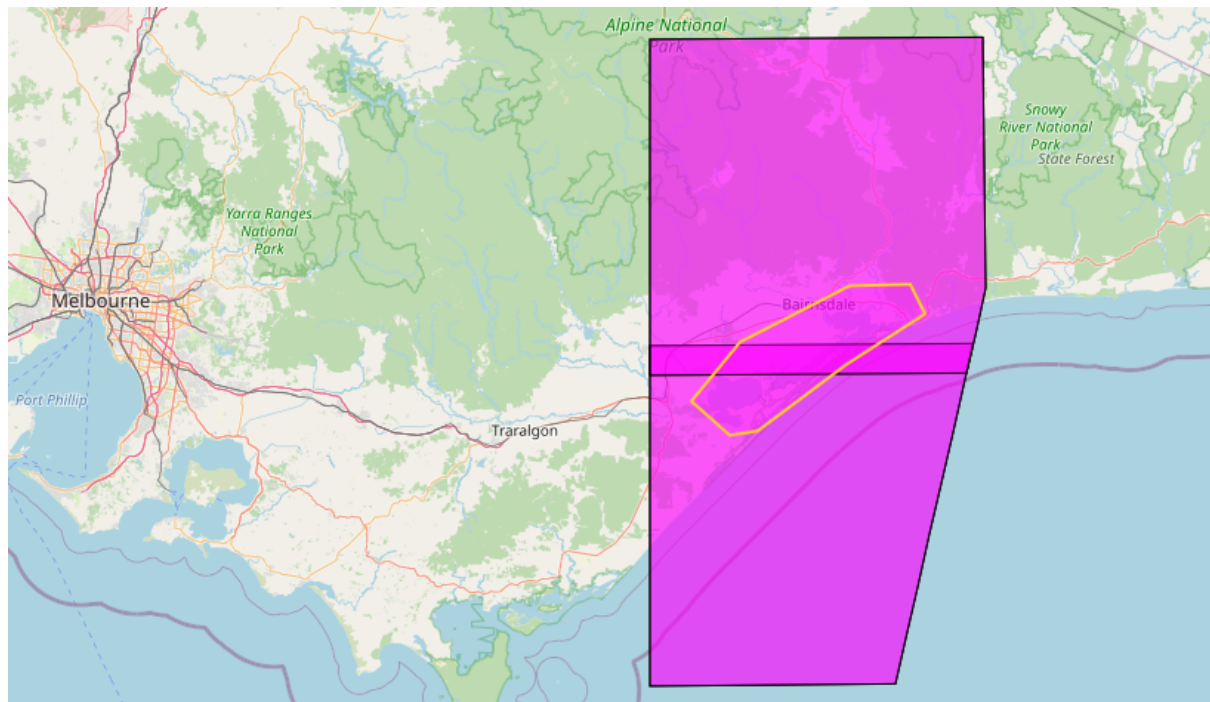 Alpine National
Park
Snowy
River National
Park
State Forest
Yarra Ranges
National
Park
Melbourne
Bairnsdale
Port Phillip
Traralgon